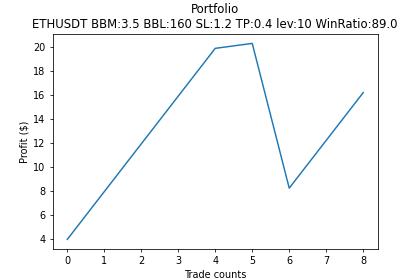 Portfolio
ETHUSDT BBM:3.5 BBL:160 SL:1.2 TP:0.4 lev:10 WinRatio:89.0
20
18
16
14
12
10
8
6
4
Profit ($)
0 1 2 3 4 5 6 7 8
Trade counts